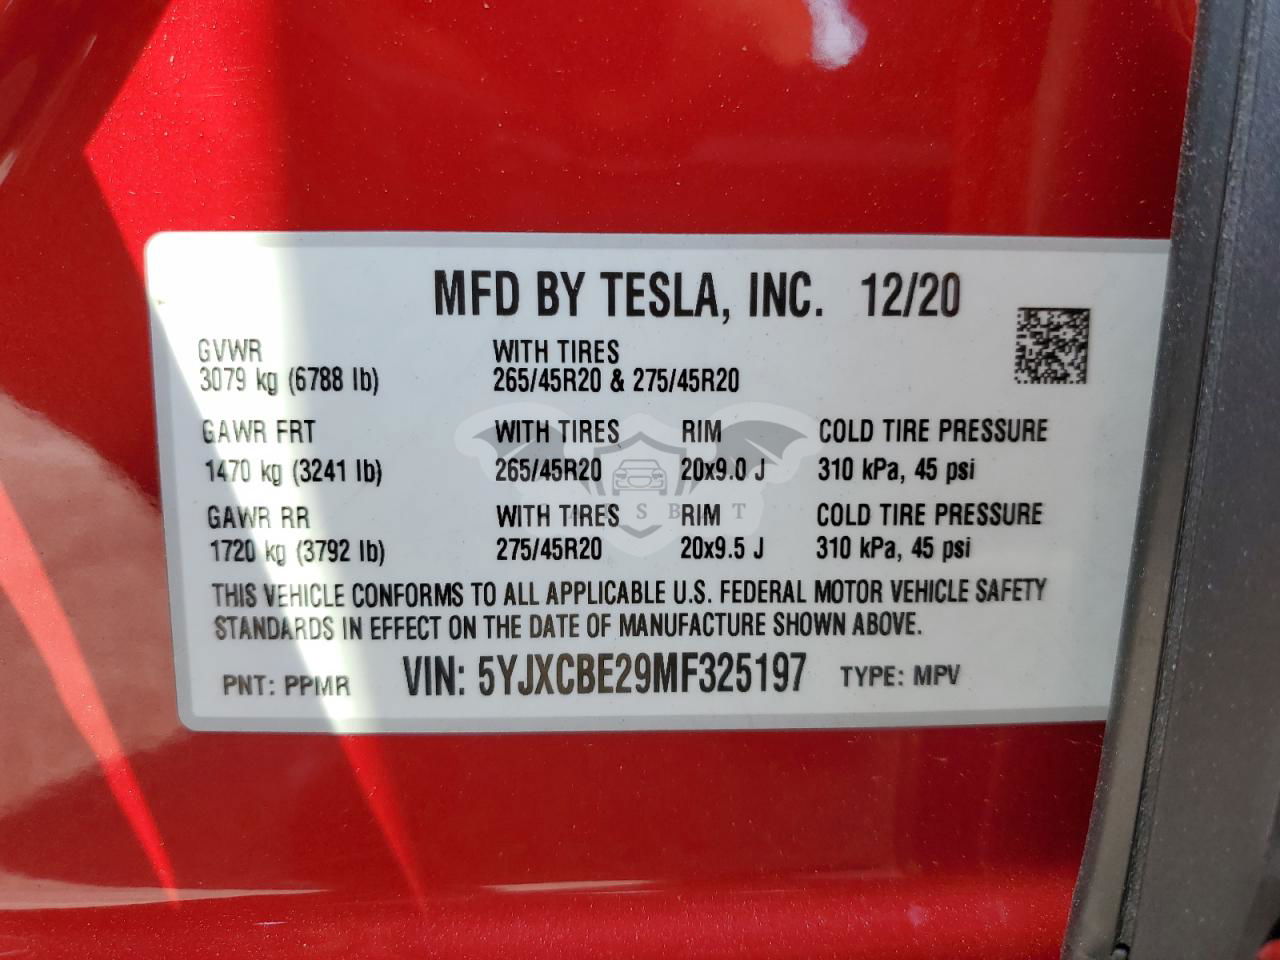 MFD BY TESLA, INC. 12/20
GVWR WITH TIRES
3079 kg (6788 lb) 265/45R20 & 275/45R20
GAWR FRT WITH TIRES RIM COLD TIRE PRESSURE
1470 kg (3241 lb) 265/45R20 20x9.0 J 310 kPa, 45 psi
GAWR RR WITH TIRES RIM COLD TIRE PRESSURE
1720 kg (3792 lb) 275/45R20 20x9.5 J 310 kPa, 45 psi
THIS VEHICLE CONFORMS TO ALL APPLICABLE U.S. FEDERAL MOTOR VEHICLE SAFETY
STANDARDS IN EFFECT ON THE DATE OF MANUFACTURE SHOWN ABOVE.
PNT: PPMR VIN: 5YJXCBE29MF325197 TYPE: MPV